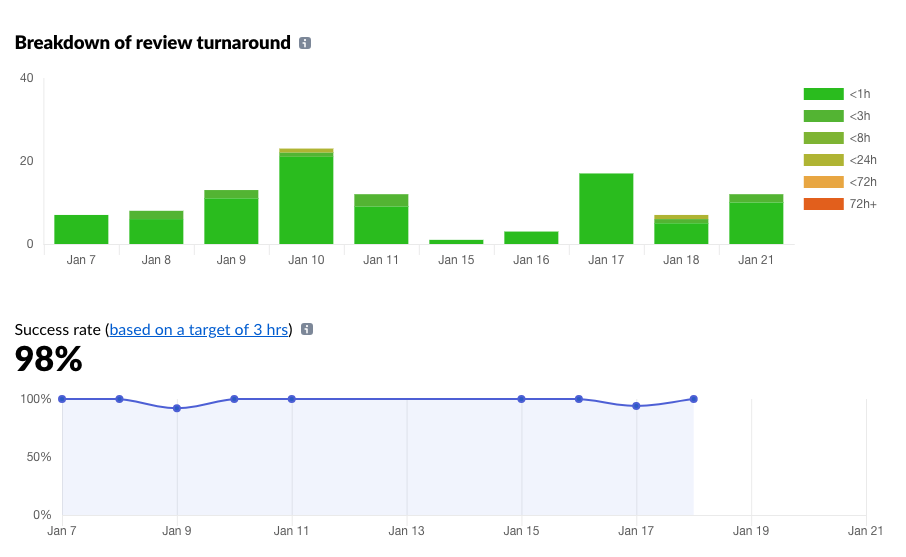 Breakdown of review turnaround
40
20
0
Jan 7 Jan 8 Jan 9 Jan 10 Jan 11 Jan 15 Jan 16 Jan 17 Jan 18 Jan 21
<1h
<3h
<8h
<24h
<72h
72h+
Success rate (based on a target of 3 hrs)
98%
100%
50%
0%
Jan 7 Jan 9 Jan 11 Jan 13 Jan 15 Jan 17 Jan 19 Jan 21